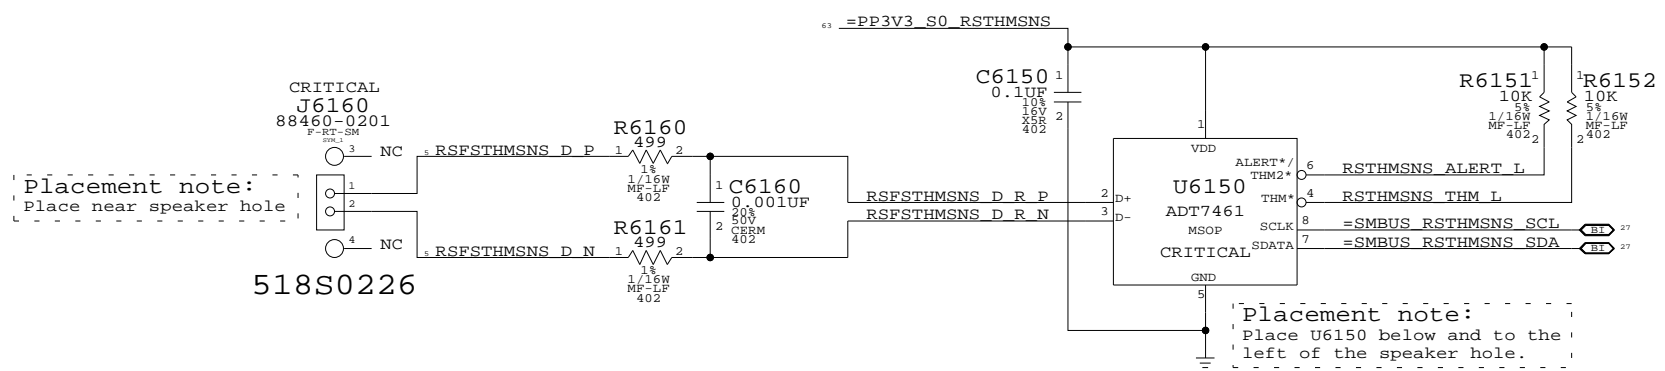 63 =PP3V3_S0_RSTHMSNS
CRITICAL
J6160
88460-0201
F-RT-SM
SYM_1
3 NC
1
2
4 NC
518S0226
Placement note:
Place near speaker hole
5 RSFSTHMSNS_D_P
R6160
499
1 2
1%
1/16W
MF-LF
402
5 RSFSTHMSNS_D_N
R6161
499
1 2
1%
1/16W
MF-LF
402
C6160
1
0.001UF
20%
50V
2
CERM
402
RSFSTHMSNS_D_R_P
RSFSTHMSNS_D_R_N
C6150
1
0.1UF
10%
16V
X5R
2
402
1
VDD
2 D+
3 D-
U6150
ADT7461
MSOP
CRITICAL
ALERT*/
THM2*
6
THM*
4
SCLK
8
SDATA
7
GND
5
R6151
1
10K
5%
1/16W
MF-LF
402
2
R6152
1
10K
5%
1/16W
MF-LF
402
2
RSTHMSNS_ALERT_L
RSTHMSNS_THM_L
=SMBUS_RSTHMSNS_SCL BI 27
=SMBUS_RSTHMSNS_SDA BI 27
Placement note:
Place U6150 below and to the
left of the speaker hole.